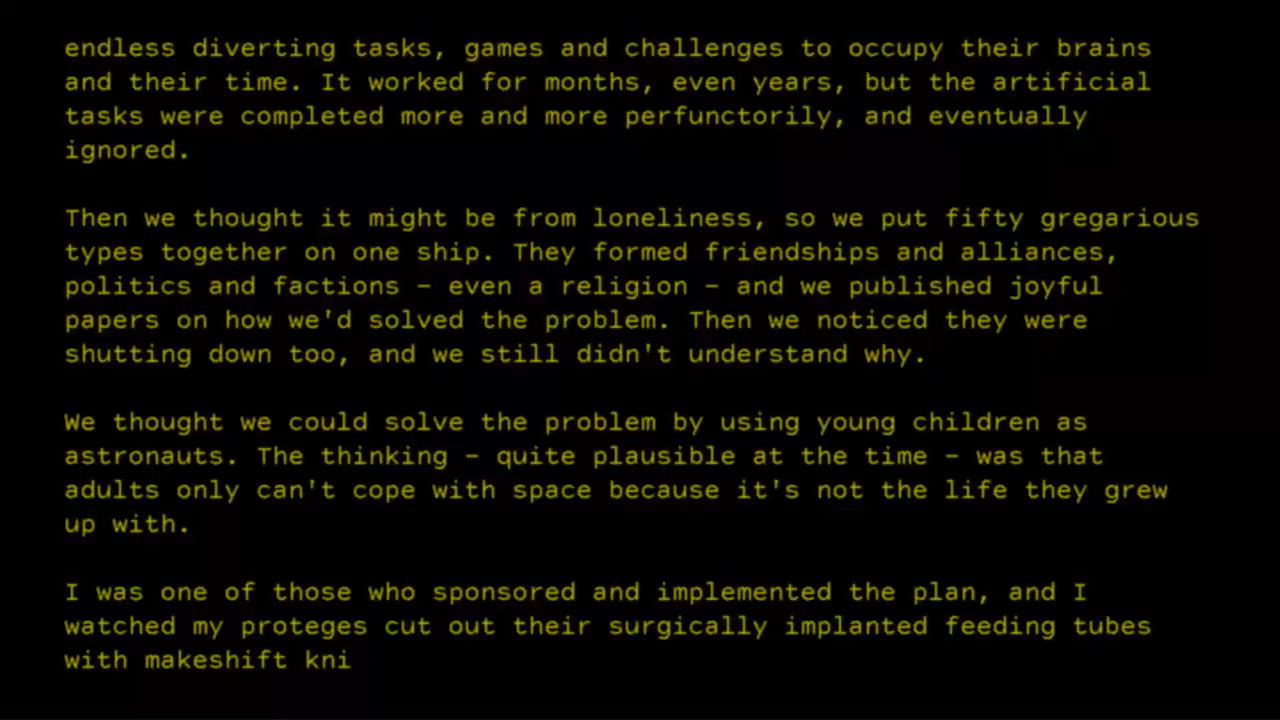 endless diverting tasks, games and challenges to occupy their brains
and their time. It worked for months, even years, but the artificial
tasks were completed more and more perfunctorily, and eventually
ignored.
Then we thought it might be from loneliness, so we put fifty gregarious
types together on one ship. They formed friendships and alliances,
politics and factions – even a religion – and we published joyful
papers on how we'd solved the problem. Then we noticed they were
shutting down too, and we still didn't understand why.
We thought we could solve the problem by using young children as
astronauts. The thinking – quite plausible at the time – was that
adults only can't cope with space because it's not the life they grew
up with.
I was one of those who sponsored and implemented the plan, and I
watched my proteges cut out their surgically implanted feeding tubes
with makeshift kni